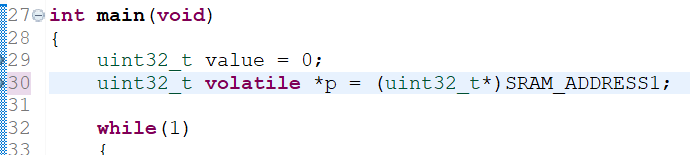 27 int main(void)
28 {
29 uint32_t value = 0;
30 uint32_t volatile *p = (uint32_t*)SRAM_ADDRESS1;
31
32 while(1)
33 {